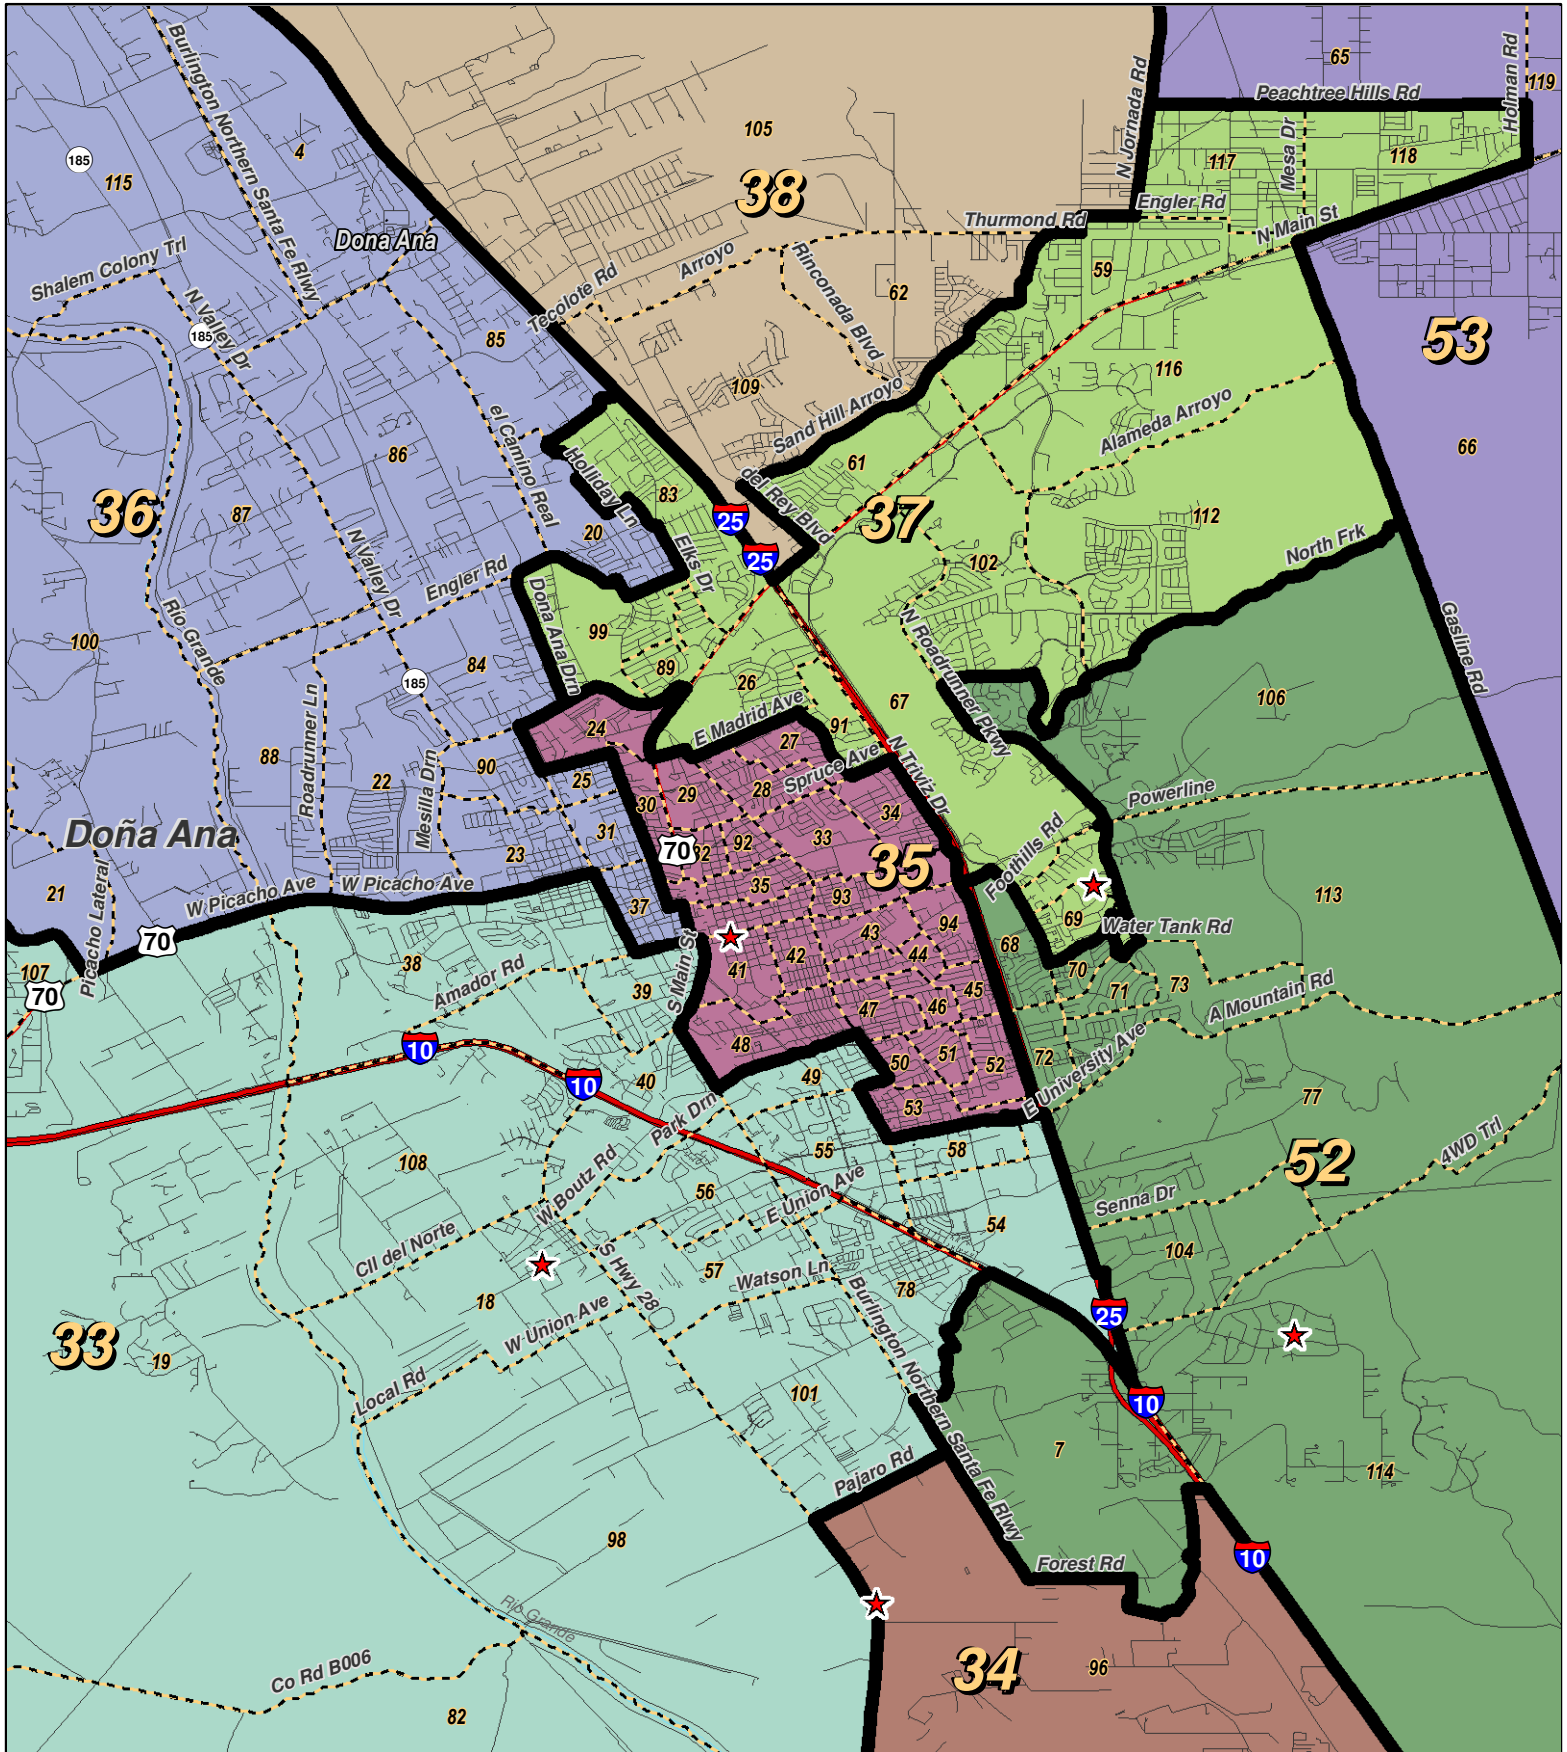 65
119
Holman Rd
Peachtree Hills Rd
Burlington Northern Santa Fe Rlwy
N Jornada Rd
Mesa Dr
105
4
185
115
117
118
38
Engler Rd
Thurmond Rd
N Main St
Dona Ana
Shalem Colony Trl
Arroyo
Rinconada Blvd
59
Tecolote Rd
62
N Valley Dr
185
85
53
116
109
Sand Hill Arroyo
Alameda Arroyo
66
el Camino Real
86
61
Holliday Ln
del Rey Blvd
83
36
87
25
37
112
20
N Valley Dr
25
North Frk
Elks Dr
102
Engler Rd
Dona Ana Drn
Rio Grande
N Roadrunner Pkwy
Gasline Rd
100
99
84
89
185
26
67
106
Roadrunner Ln
24
E Madrid Ave
91
27
88
22
Mesilla Drn
90
25
Spruce Ave
N Triviz Dr
28
29
30
Powerline
34
Doña Ana
31
92
33
23
70
32
35
35
Foothills Rd
21
Picacho Lateral
W Picacho Ave
W Picacho Ave
93
113
37
69
94
Water Tank Rd
70
43
68
42
44
107
38
41
S Main St
70
70
Amador Rd
39
73
71
45
A Mountain Rd
46
47
10
48
51
50
52
72
E University Ave
10
40
49
77
Park Drn
53
4WD Trl
55
58
52
108
W Boutz Rd
56
E Union Ave
Senna Dr
54
Cll del Norte
104
S Hwy 28
57
Watson Ln
78
18
25
W Union Ave
33
19
Burlington Northern Santa Fe Rlwy
Local Rd
101
10
7
Pajaro Rd
114
98
10
Forest Rd
Rio Grande
34
96
Co Rd B006
82